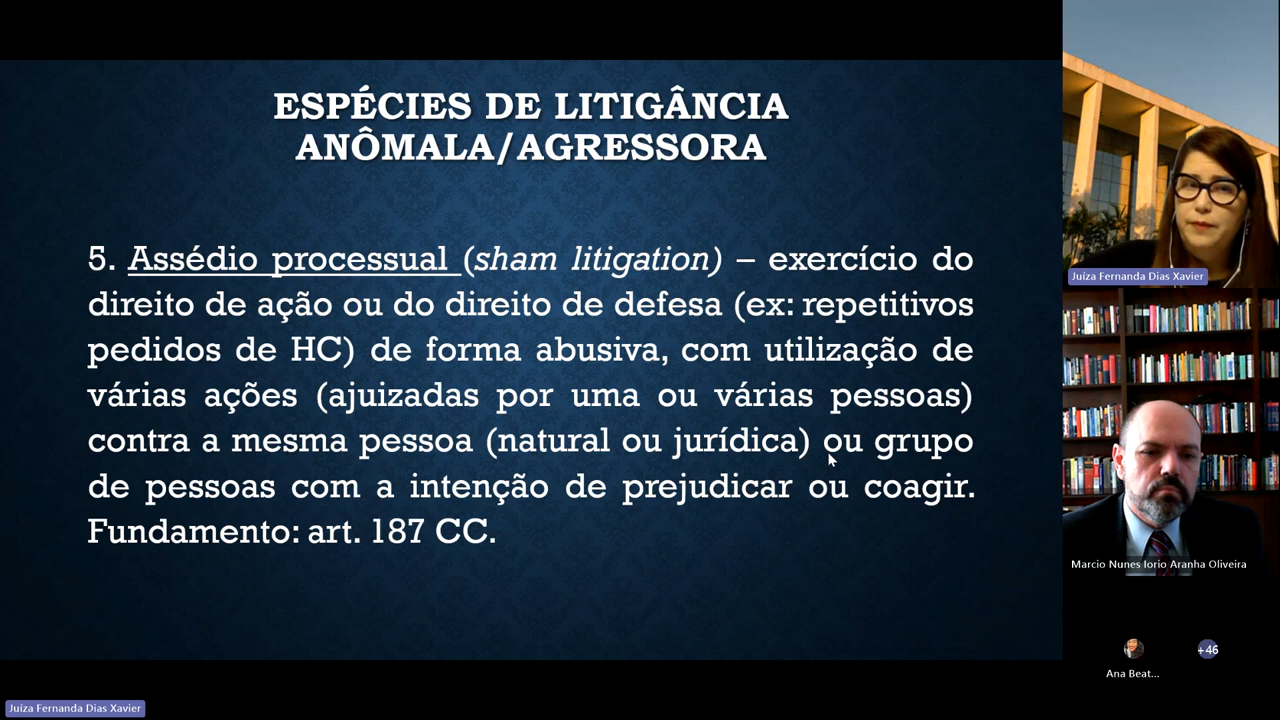 ESPÉCIES DE LITIGÂNCIA
ANÔMALA/AGRESSORA
5. Assédio processual (sham litigation) – exercício do
direito de ação ou do direito de defesa (ex: repetitivos
pedidos de HC) de forma abusiva, com utilização de
várias ações (ajuizadas por uma ou várias pessoas)
contra a mesma pessoa (natural ou jurídica) ou grupo
de pessoas com a intenção de prejudicar ou coagir.
Fundamento: art. 187 CC.
Juíza Fernanda Dias Xavier
Marcio Nunes Iorio Aranha Oliveira
Ana Beat...
+46
Juíza Fernanda Dias Xavier